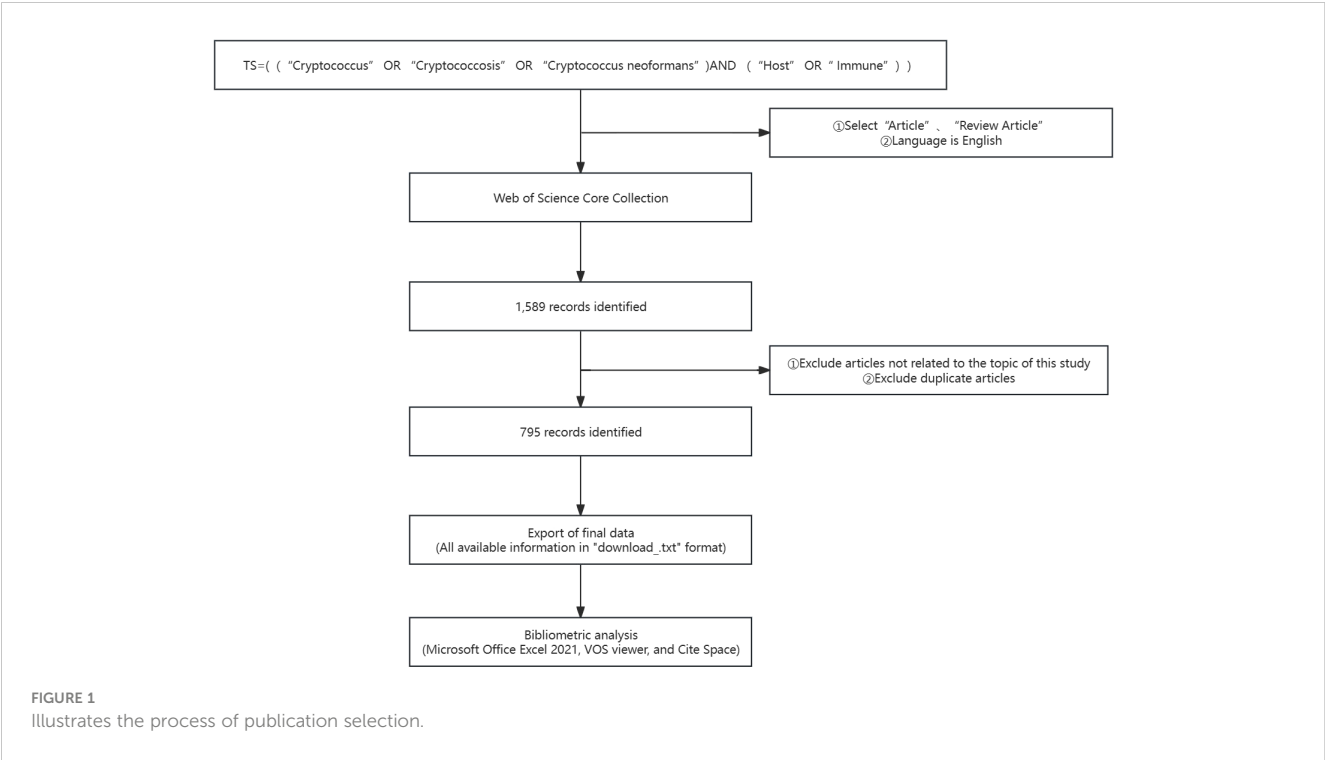 TS=( ( “Cryptococcus” OR “Cryptococcosis” OR “Cryptococcus neoformans” )AND ( “Host” OR “ Immune” ) )
①Select “Article” 、 “Review Article”
②Language is English
Web of Science Core Collection
1,589 records identified
①Exclude articles not related to the topic of this study
②Exclude duplicate articles
795 records identified
Export of final data
(All available information in "download_.txt" format)
Bibliometric analysis
(Microsoft Office Excel 2021, VOS viewer, and Cite Space)
FIGURE 1
Illustrates the process of publication selection.